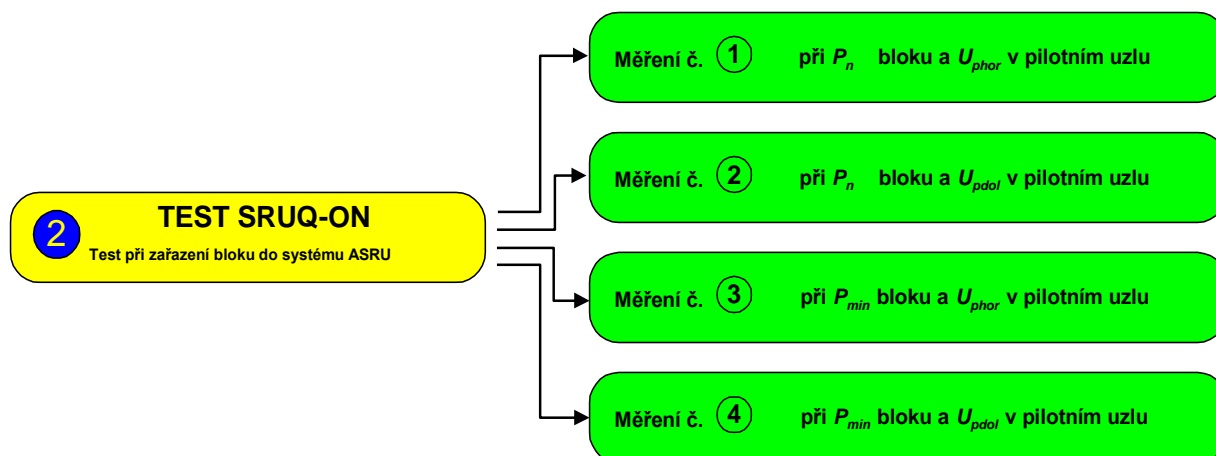 Měření č. 1 při Pn bloku a Uphor v pilotním uzlu
Měření č. 2 při Pn bloku a Updol v pilotním uzlu
2 TEST SRUQ-ON
Test při zařazení bloku do systému ASRU
Měření č. 3 při Pmin bloku a Uphor v pilotním uzlu
Měření č. 4 při Pmin bloku a Updol v pilotním uzlu